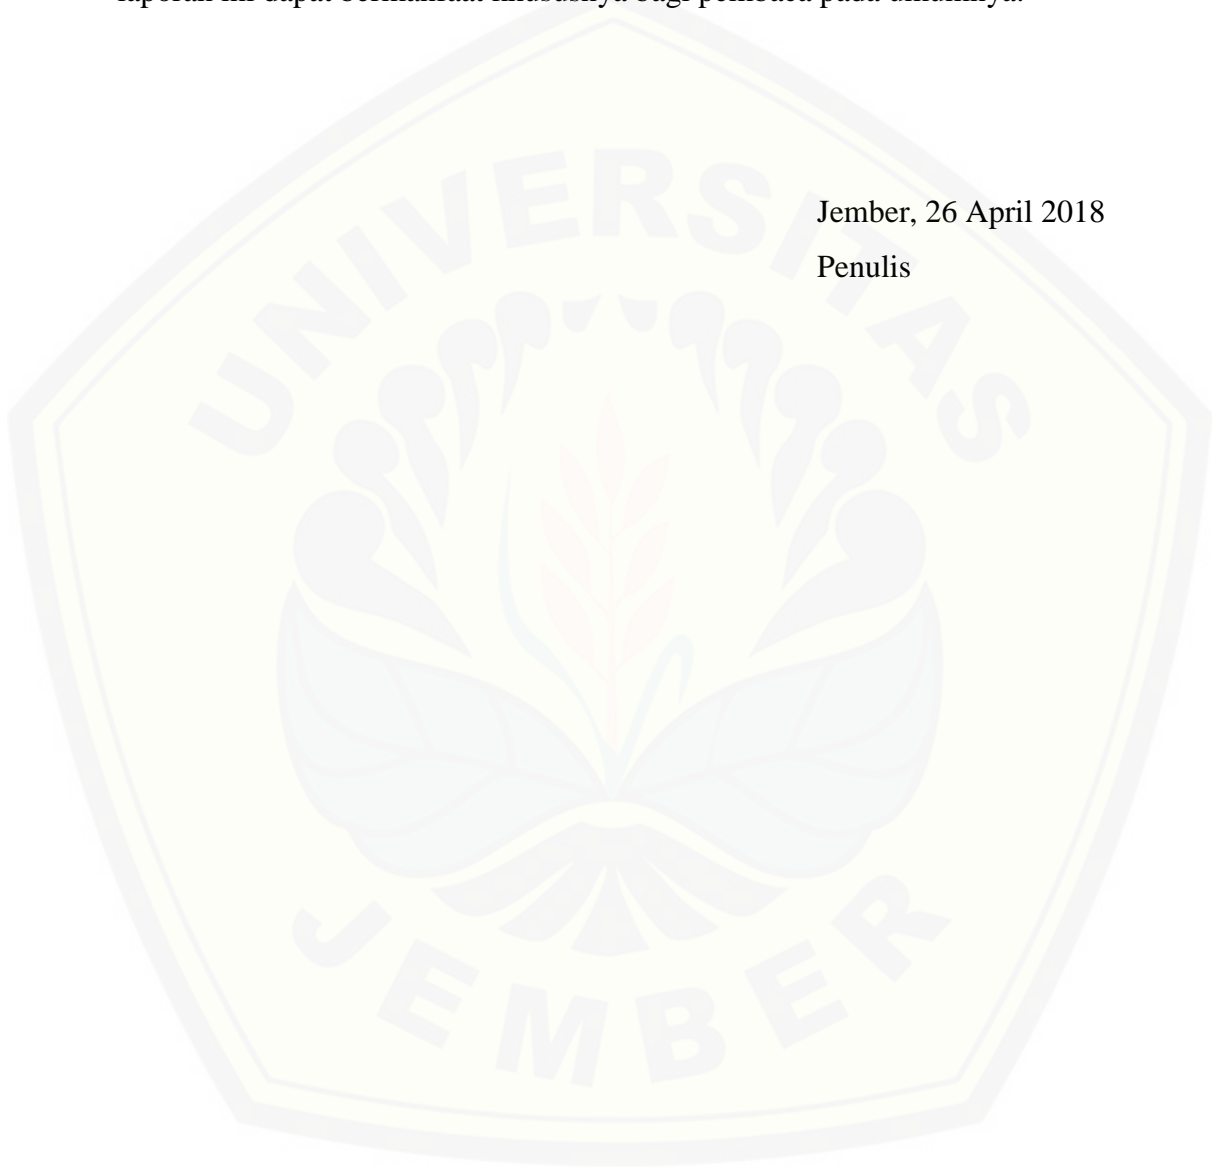 laporan ini dapat bermanfaat khususnya bagi pembaca pada umumnya.
Jember, 26 April 2018
Penulis
UNIVERSITAS
JEMBER